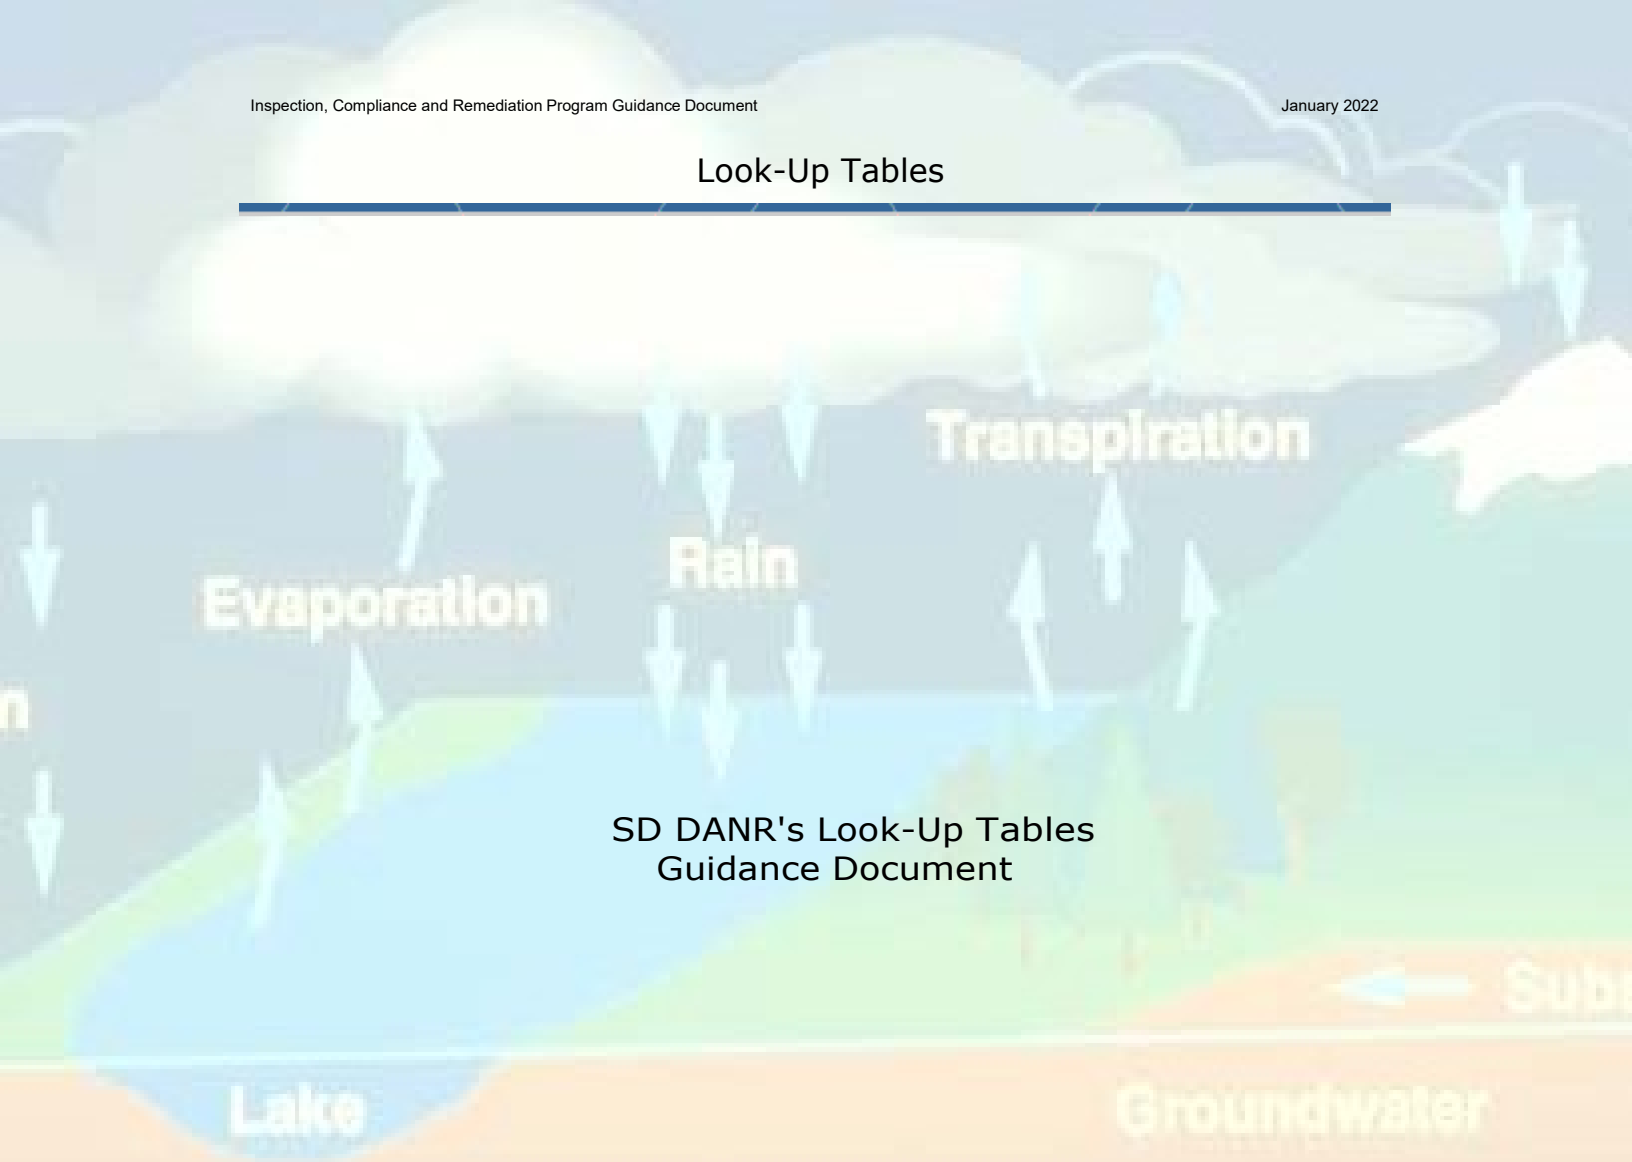 Inspection, Compliance and Remediation Program Guidance Document January 2022
Look-Up Tables
Transpiration
Rain
Evaporation
n
SD DANR's Look-Up Tables
Guidance Document
Subs
Lake
Groundwater